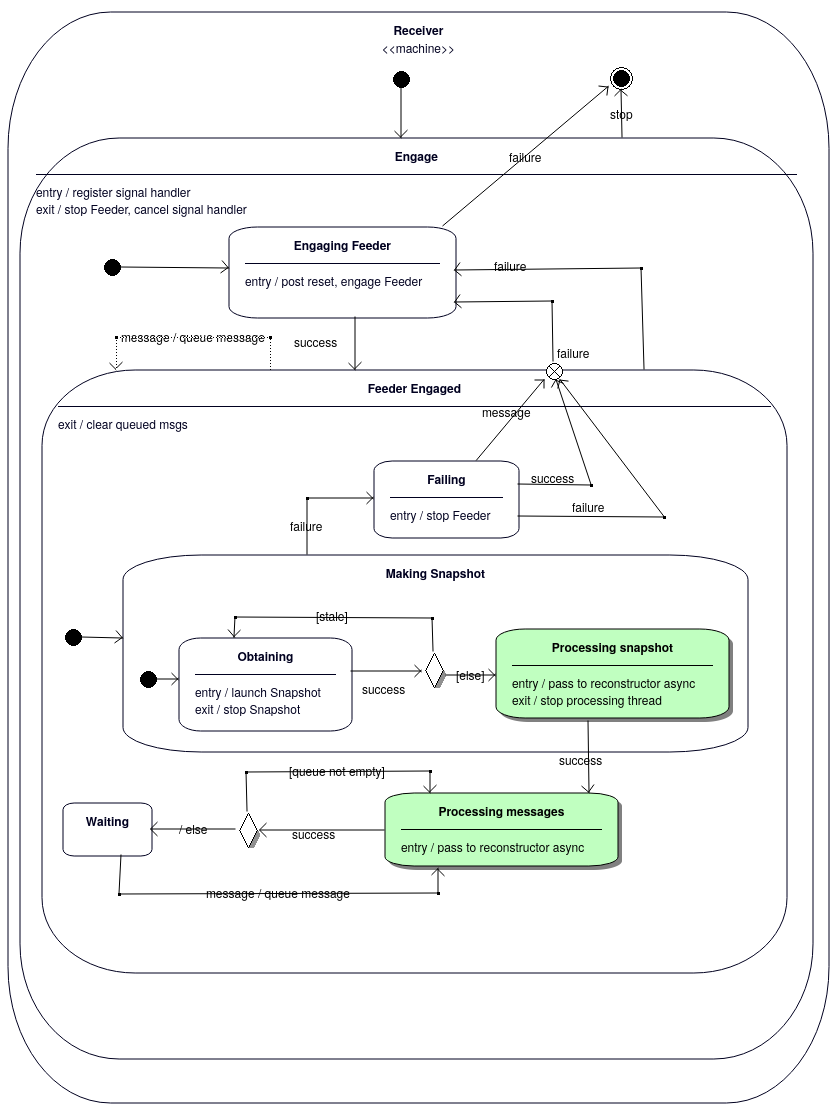 Receiver
<<machine>>
stop
Engage
failure
entry / register signal handler
exit / stop Feeder, cancel signal handler
Engaging Feeder
entry / post reset, engage Feeder
failure
message / queue message
success
failure
Feeder Engaged
exit / clear queued msgs
message
Failing
entry / stop Feeder
success
failure
failure
Making Snapshot
[stale]
Obtaining
entry / launch Snapshot
exit / stop Snapshot
success
[else]
Processing snapshot
entry / pass to reconstructor async
exit / stop processing thread
success
[queue not empty]
Waiting
/ else
success
Processing messages
entry / pass to reconstructor async
message / queue message